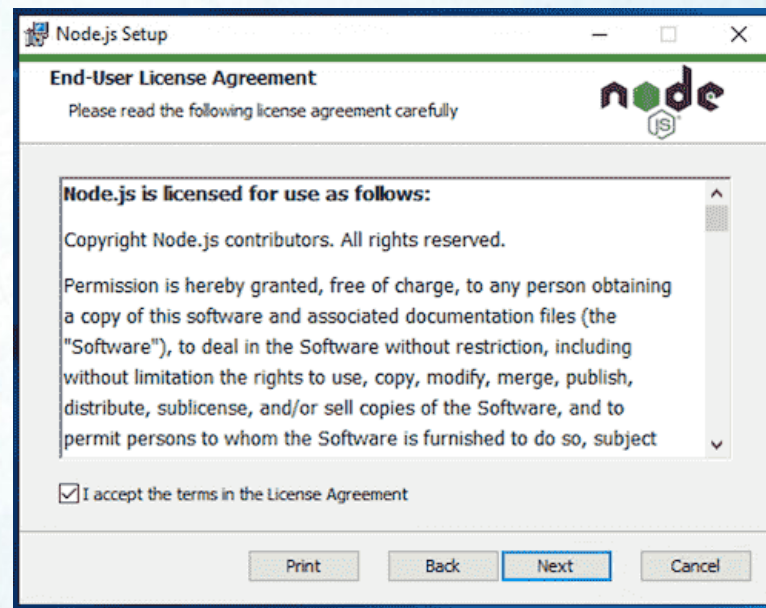 Node.js Setup
End-User License Agreement
Please read the following license agreement carefully
node
JS
Node.js is licensed for use as follows:
Copyright Node.js contributors. All rights reserved.
Permission is hereby granted, free of charge, to any person obtaining
a copy of this software and associated documentation files (the
"Software"), to deal in the Software without restriction, including
without limitation the rights to use, copy, modify, merge, publish,
distribute, sublicense, and/or sell copies of the Software, and to
permit persons to whom the Software is furnished to do so, subject
I accept the terms in the License Agreement
Print Back Next Cancel